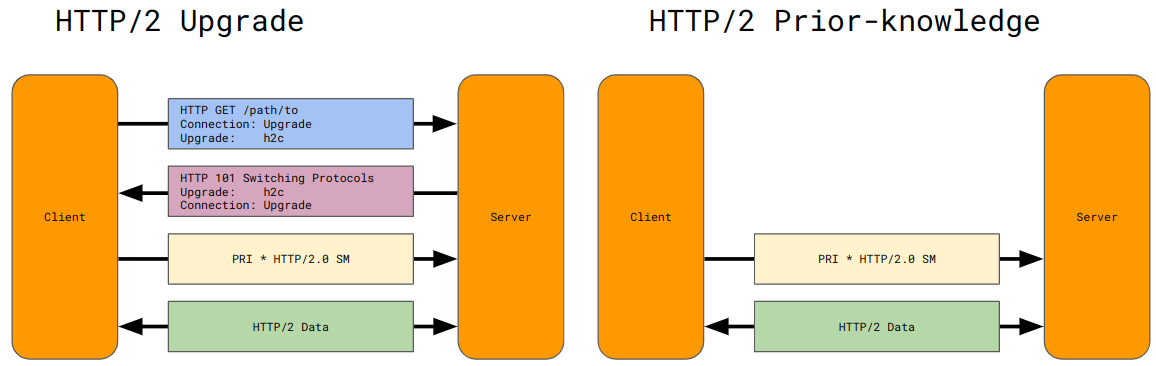 HTTP/2 Upgrade
HTTP GET /path/to
Connection: Upgrade
Upgrade:    h2c
HTTP 101 Switching Protocols
Upgrade:    h2c
Connection: Upgrade
Client
Server
PRI * HTTP/2.0 SM
HTTP/2 Data
HTTP/2 Prior-knowledge
Client
Server
PRI * HTTP/2.0 SM
HTTP/2 Data